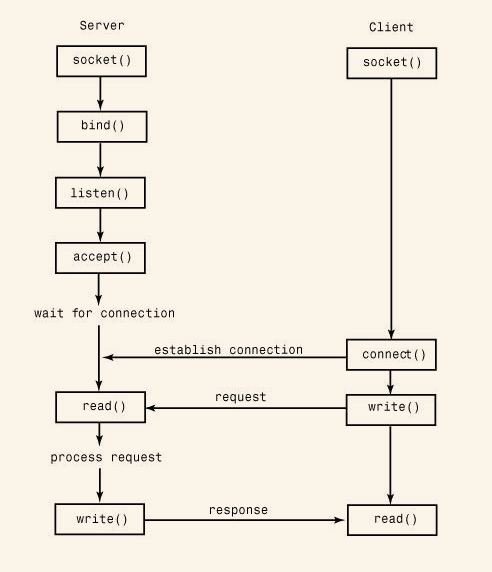 Server
Client
socket()
socket()
bind()
listen()
accept()
wait for connection
establish connection
connect()
read()
request
write()
process request
write()
response
read()